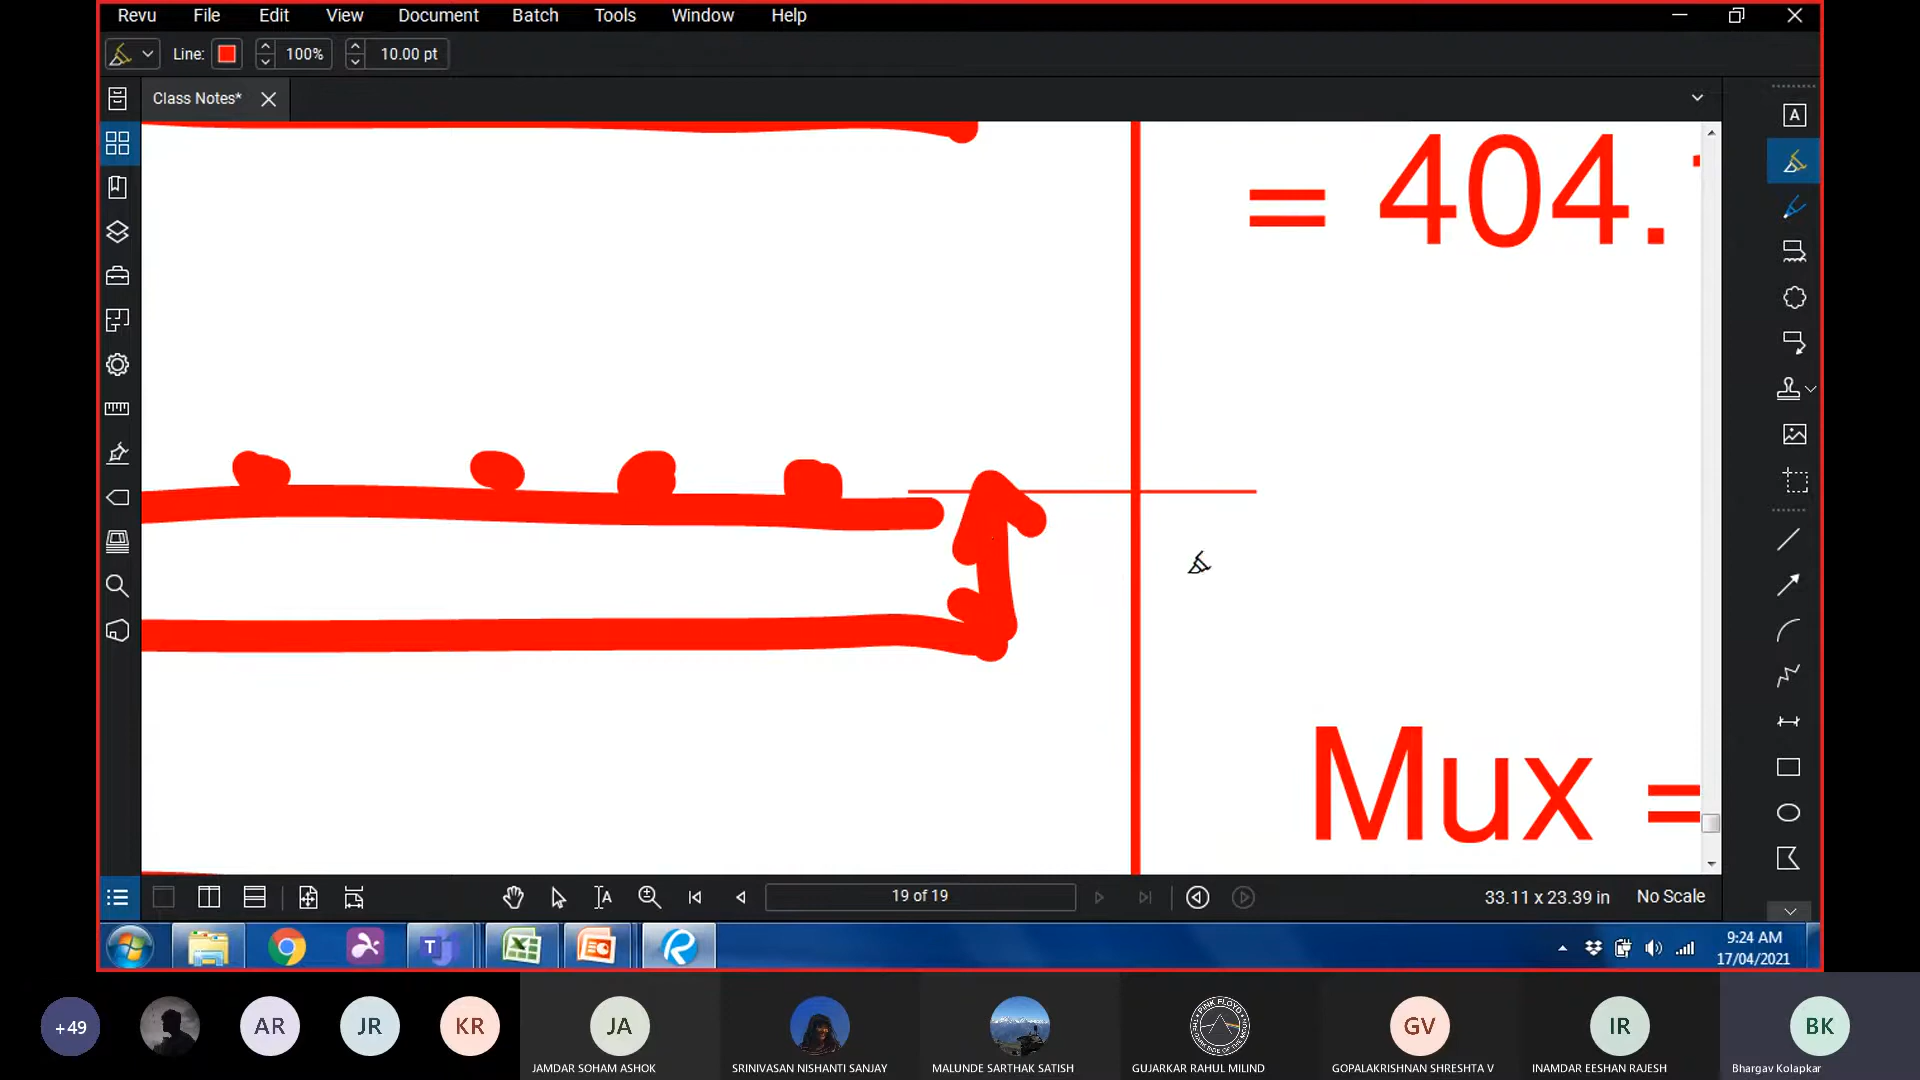 Revu File Edit View Document Batch Tools Window Help
Line: 100% 10.00 pt
Class Notes*
A
= 404.
Mux =
A
19 of 19
33.11 x 23.39 in No Scale
T
9:24 AM
17/04/2021
+49 AR JR KR JA GV IR BK
PINK FLOYD
JAMDAR SOHAM ASHOK SRINIVASAN NISHANTI SANJAY MALUNDE SARTHAK SATISH GUJARKAR RAHUL MILIND GOPALAKRISHNAN SHRESHTA V INAMDAR EESHAN RAJESH Bhargav Kolapkar